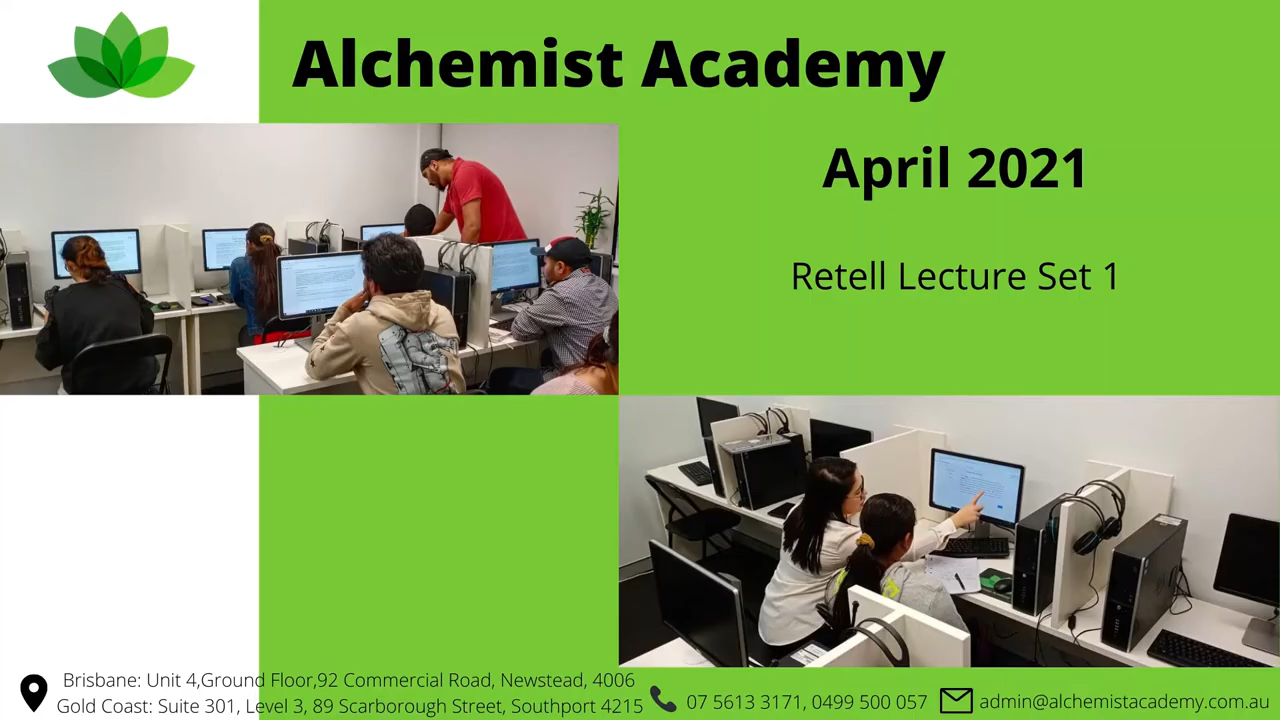 Alchemist Academy
April 2021
Retell Lecture Set 1
Brisbane: Unit 4,Ground Floor,92 Commercial Road, Newstead, 4006
Gold Coast: Suite 301, Level 3, 89 Scarborough Street, Southport 4215
07 5613 3171, 0499 500 057
admin@alchemistacademy.com.au